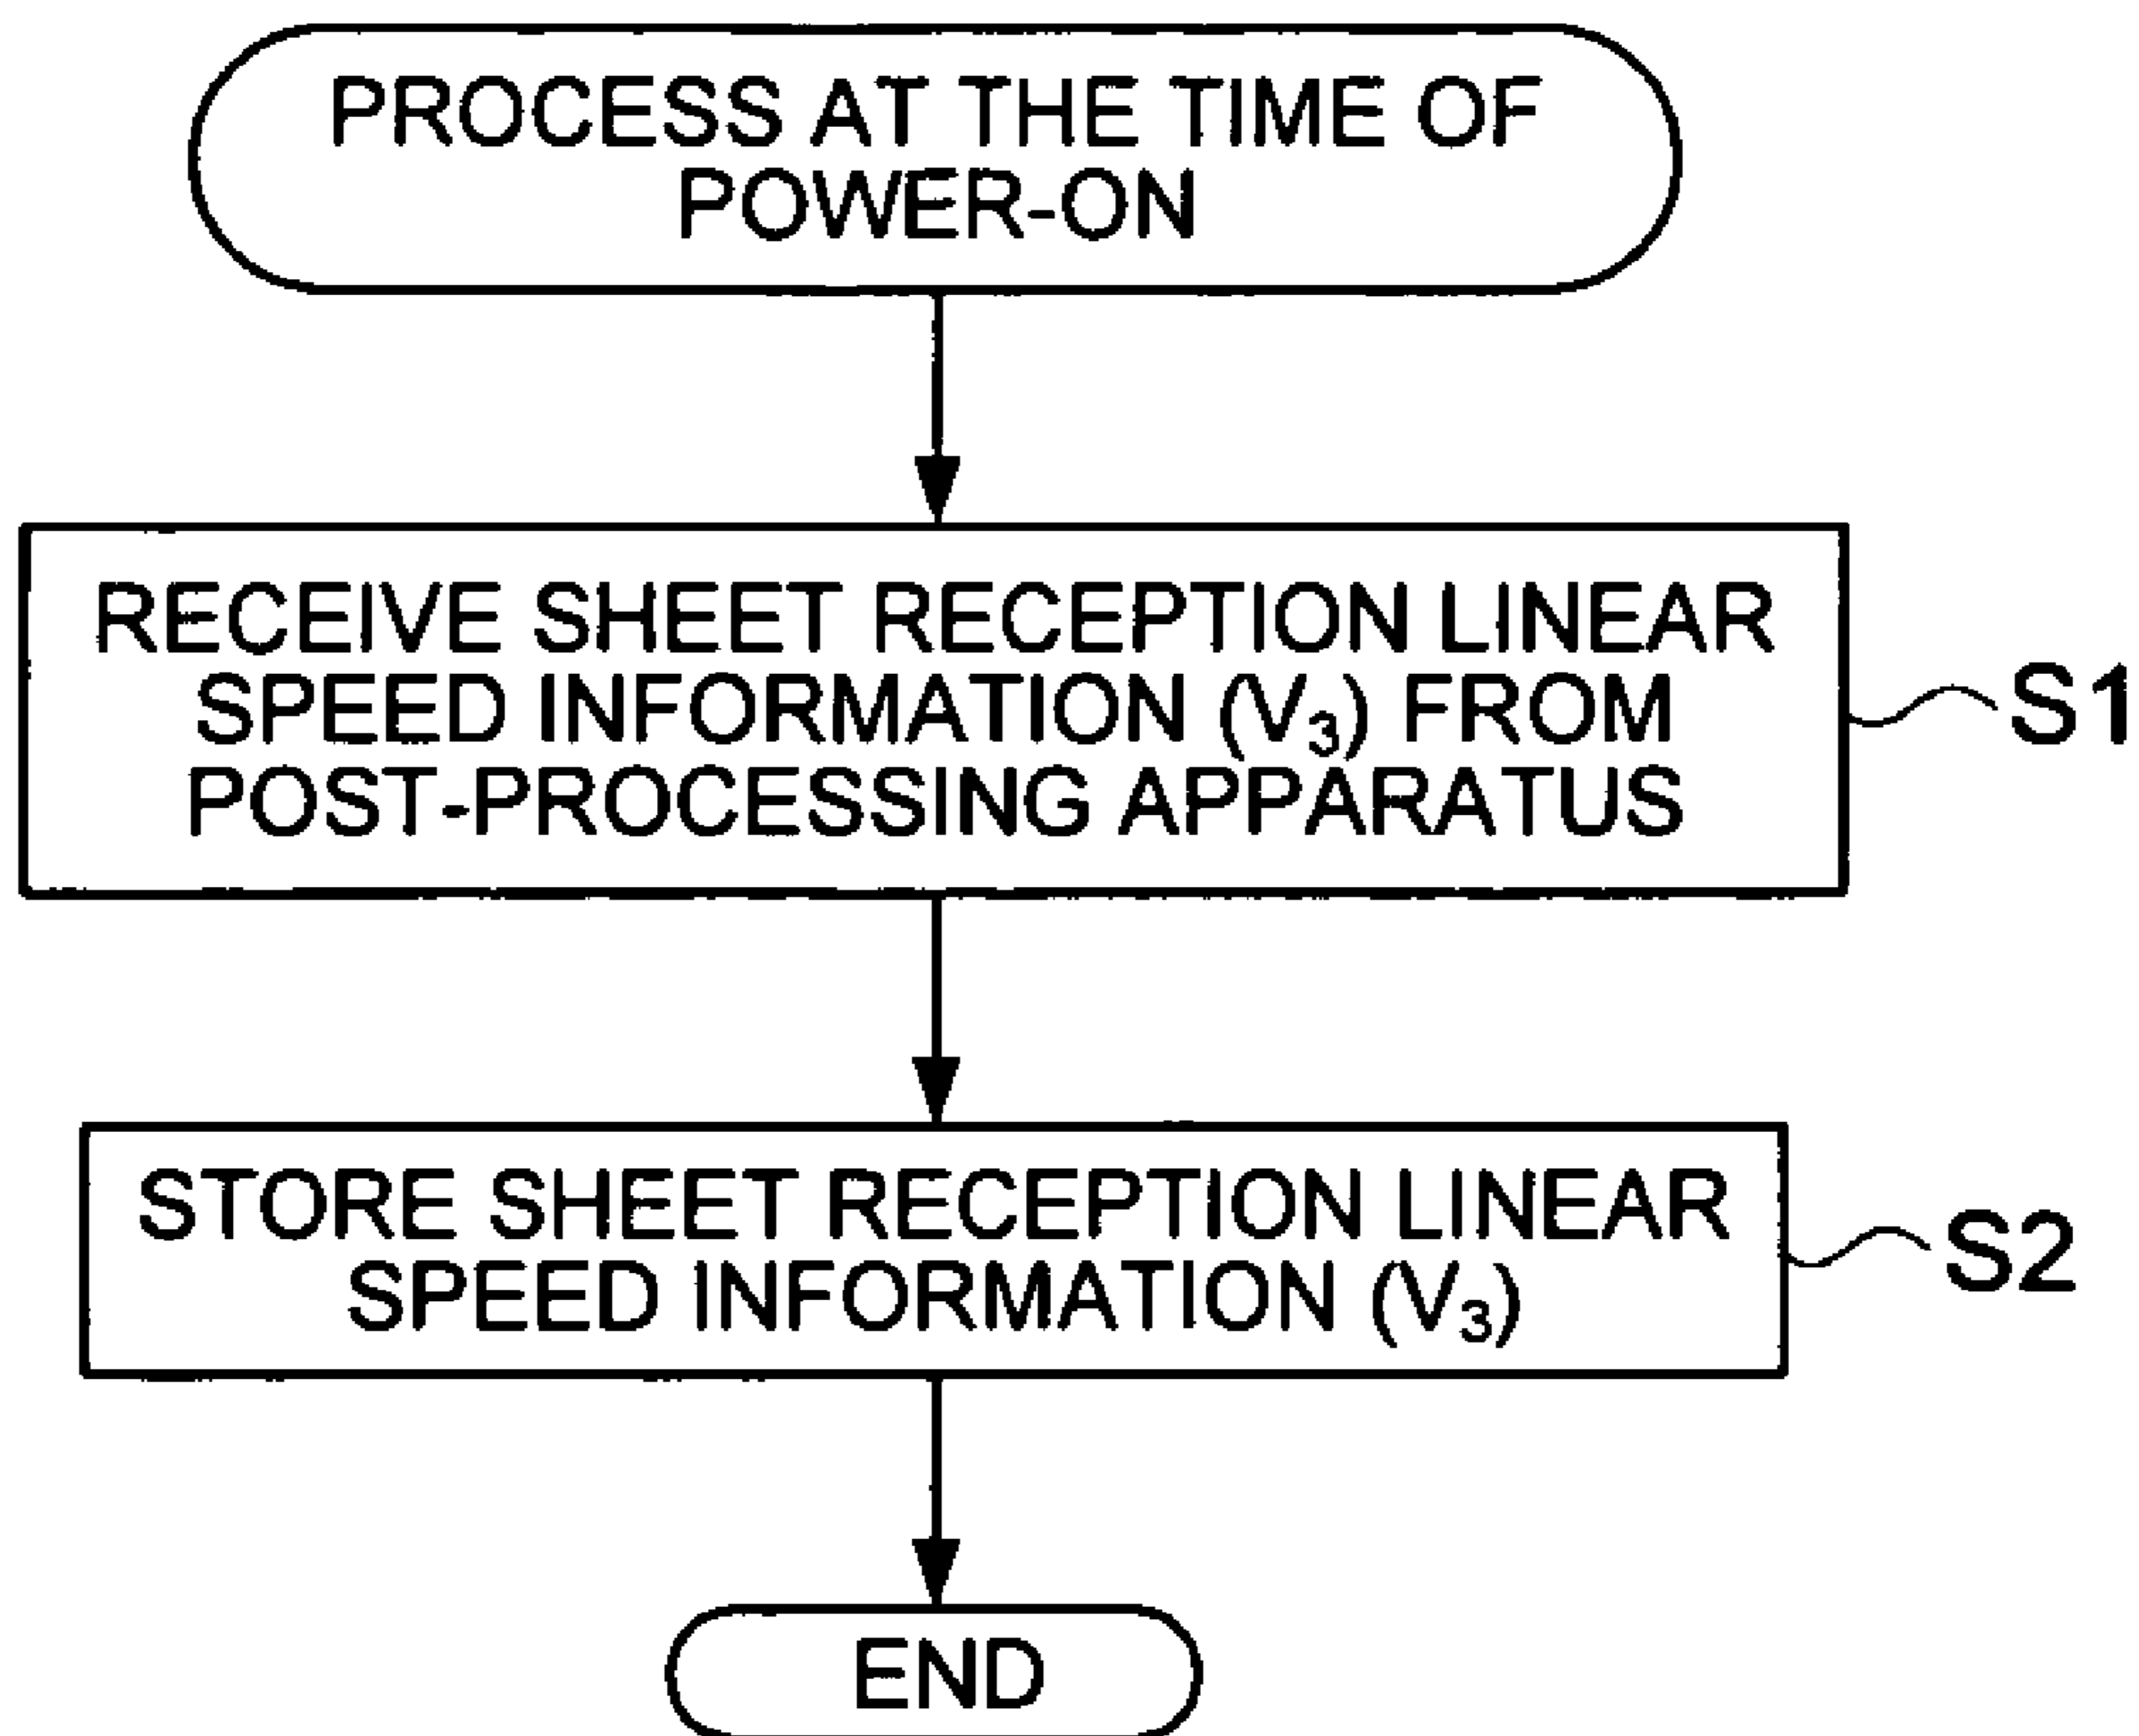 PROCESS AT THE TIME OF
POWER-ON
RECEIVE SHEET RECEPTION LINEAR
SPEED INFORMATION (V₃) FROM
POST-PROCESSING APPARATUS
S1
STORE SHEET RECEPTION LINEAR
SPEED INFORMATION (V₃)
S2
END